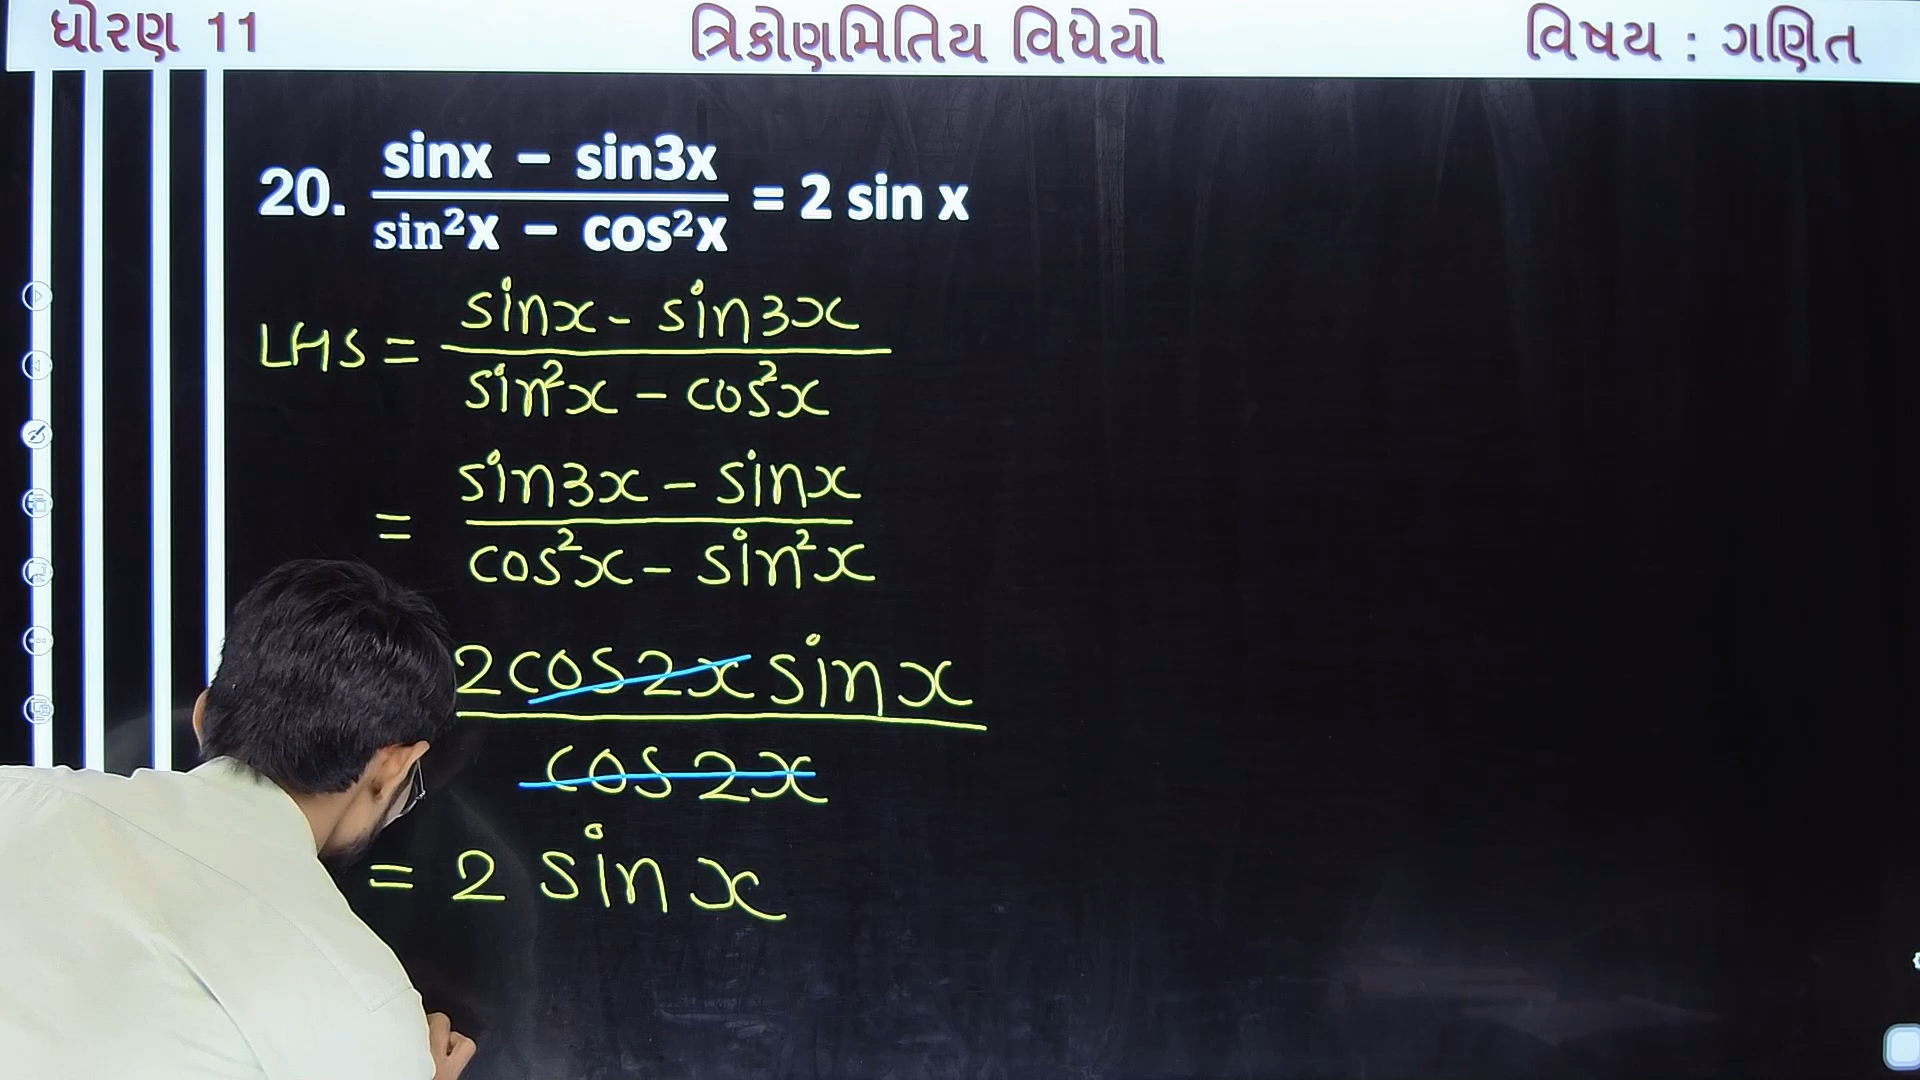 ધોરણ 11 ત્રિકોણમિતિય વિધેયો વિષય : ગણિત
20. (sinx − sin3x)/(sin²x − cos²x) = 2 sin x
LHS = (sinx - sin3x)/(sin²x - cos²x)
= (sin3x - sinx)/(cos²x - sin²x)
(2cos2x sinx)/(cos2x)
= 2 sinx